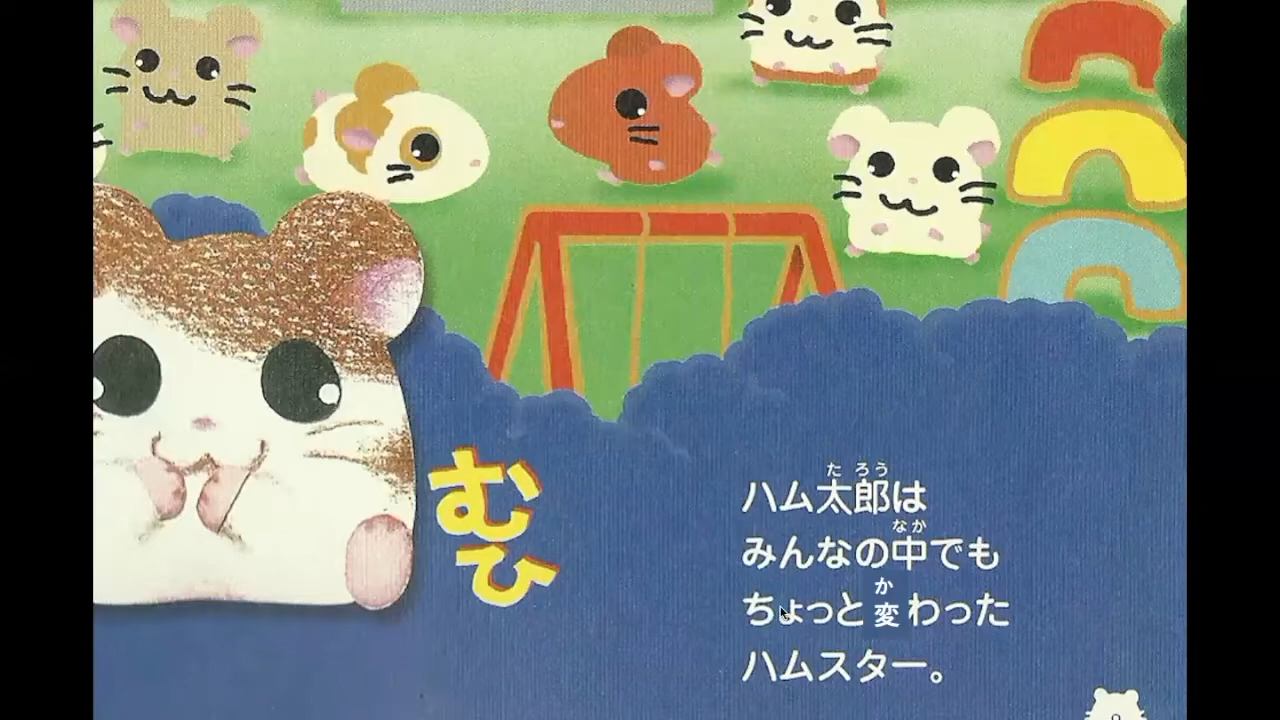 むひ
ハム太郎は
みんなの中でも
ちょっと変わった
ハムスター。